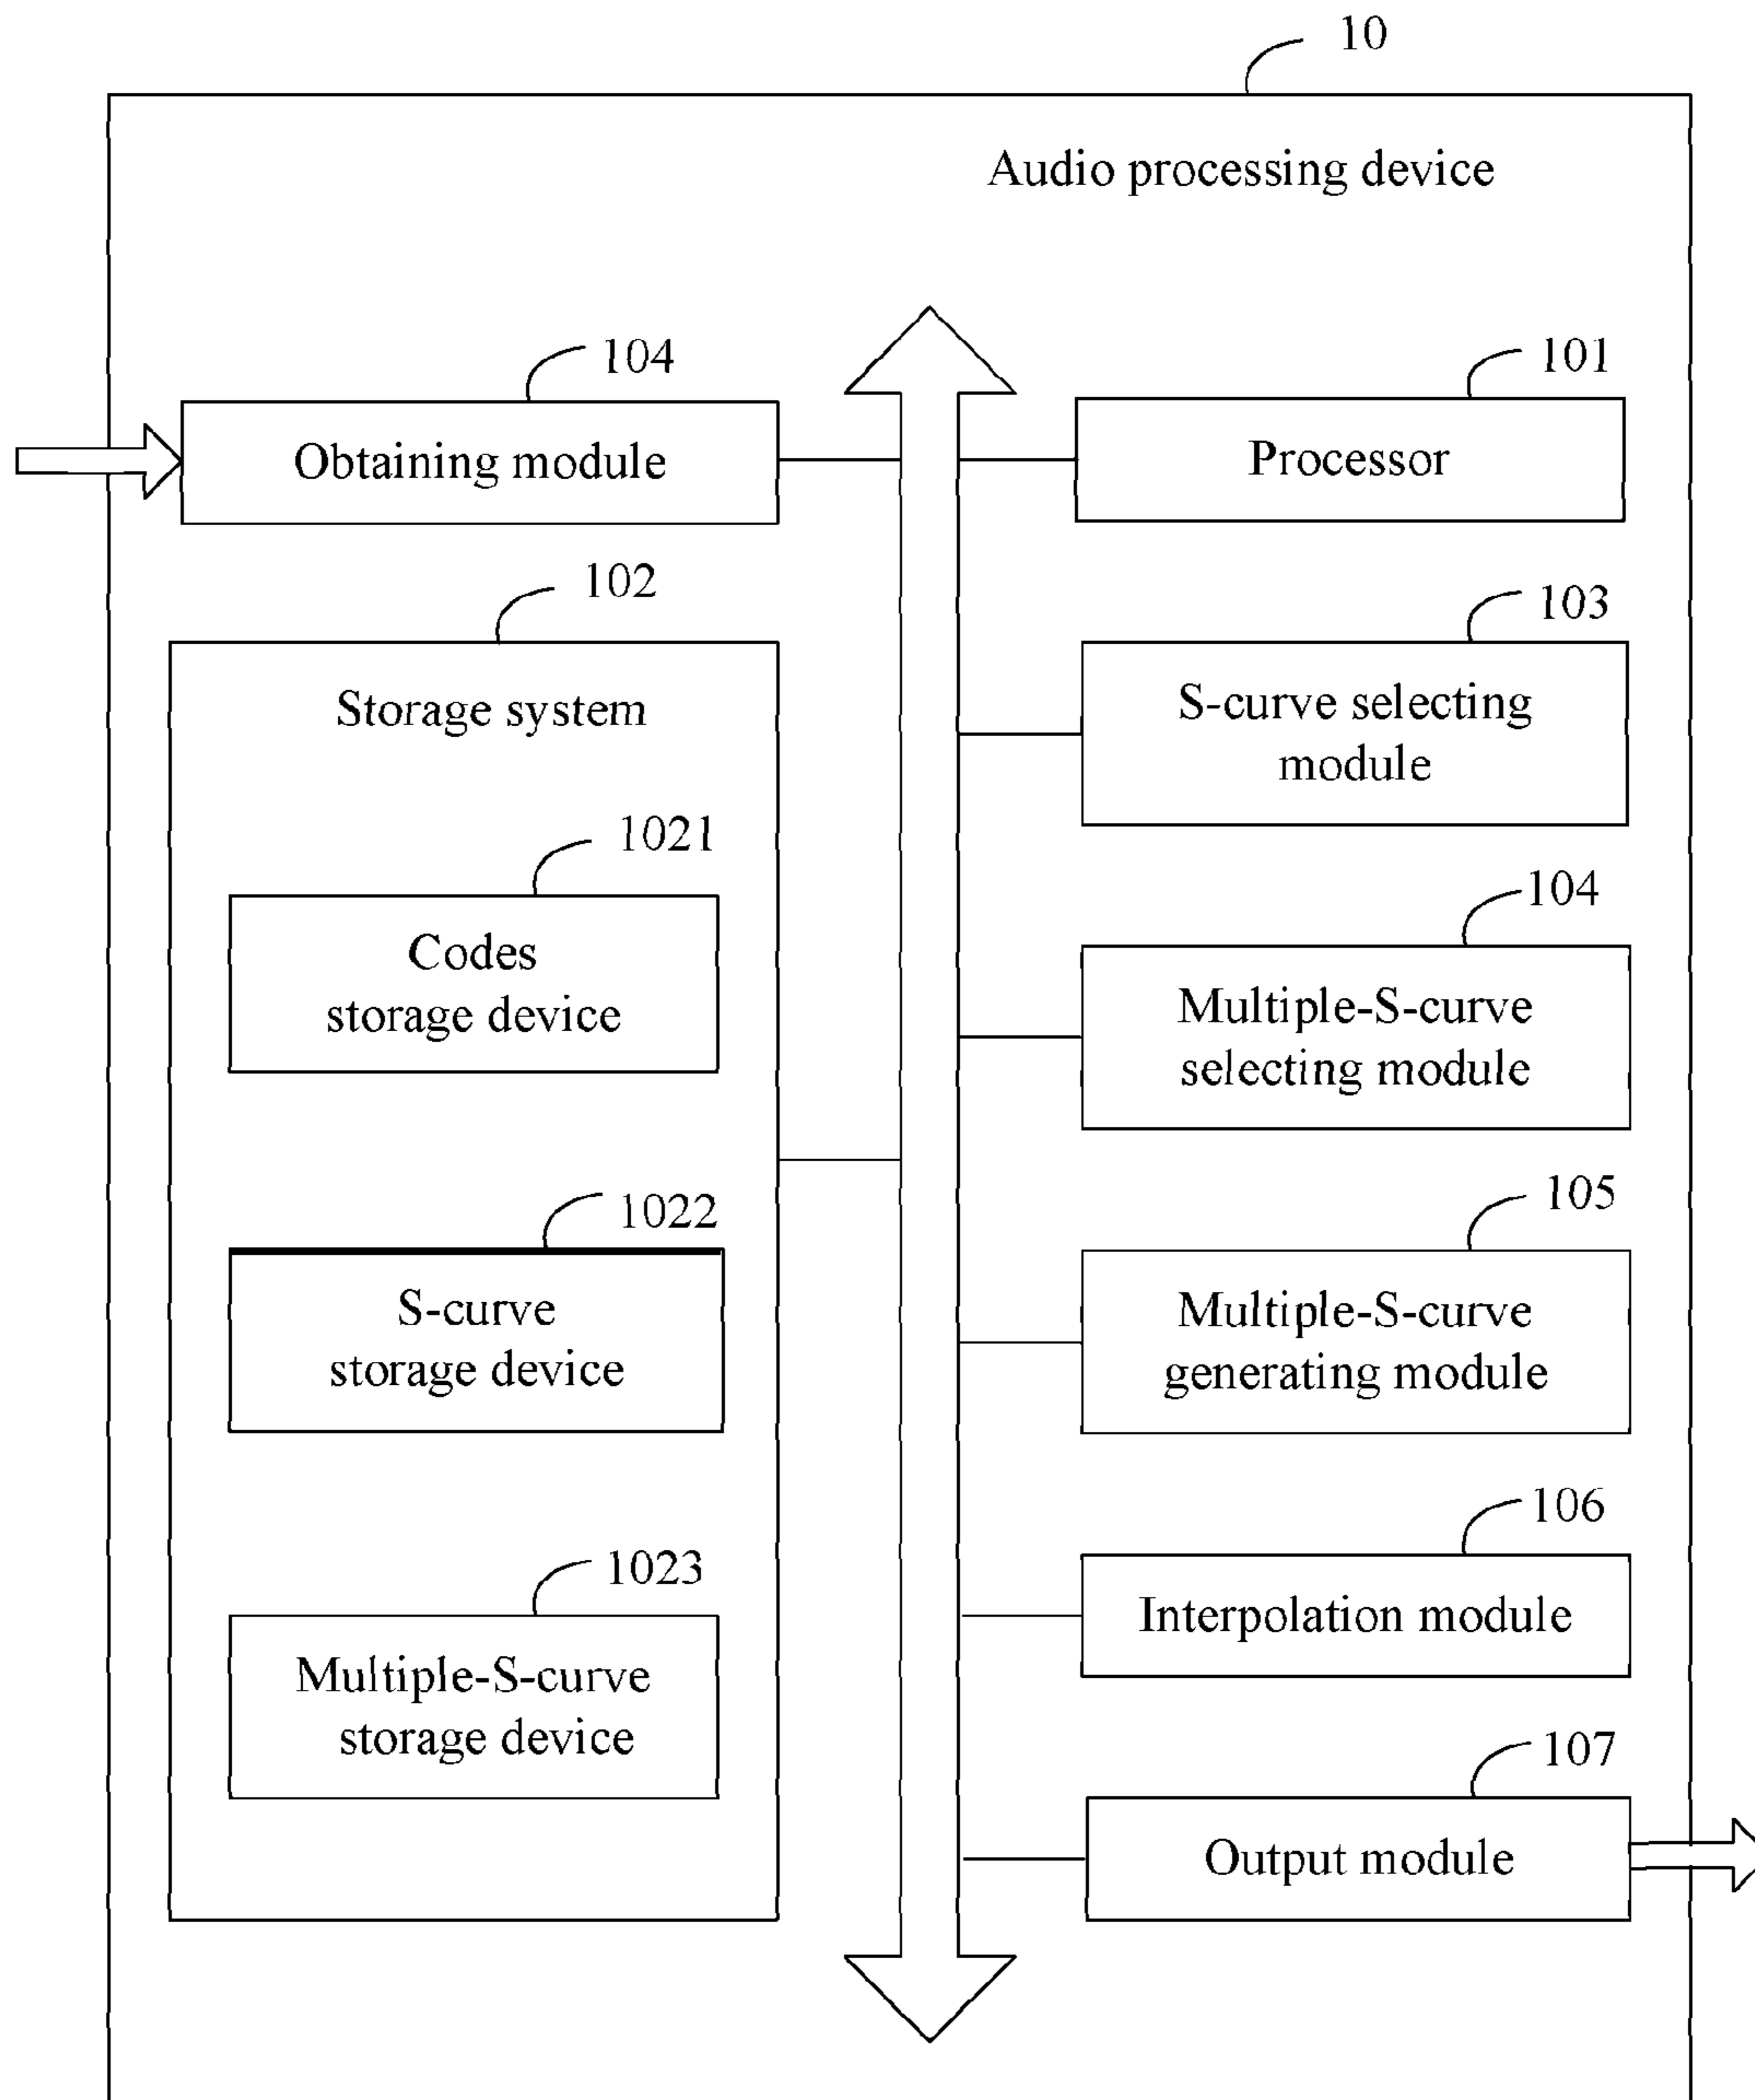 10
Audio processing device
104
Obtaining module
101
Processor
102
Storage system
1021
Codes
storage device
1022
S-curve
storage device
1023
Multiple-S-curve
storage device
103
S-curve selecting
module
104
Multiple-S-curve
selecting module
105
Multiple-S-curve
generating module
106
Interpolation module
107
Output module